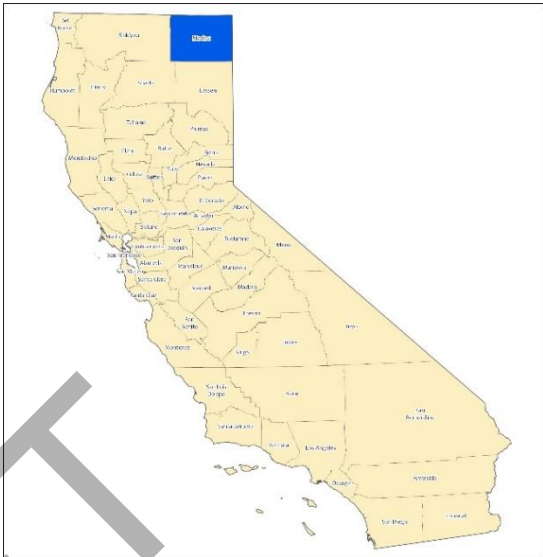 Siskiyou
Modoc
Humboldt
Trinity
Shasta
Lassen
Tehama
Plumas
Mendocino
Glenn
Butte
Sierra
Nevada
Lake
Colusa
Sutter
Yuba
Placer
Sonoma
Napa
Yolo
El Dorado
Alpine
Sacramento
Amador
Solano
Calaveras
San
Joaquin
Tuolumne
Mono
Alameda
Stanislaus
Mariposa
Santa Clara
Merced
Madera
Santa Cruz
Fresno
San
Benito
Inyo
Monterey
Kings
Tulare
San Luis
Obispo
Kern
San
Bernardino
Santa Barbara
Ventura
Los Angeles
Orange
Riverside
San Diego
Imperial
T